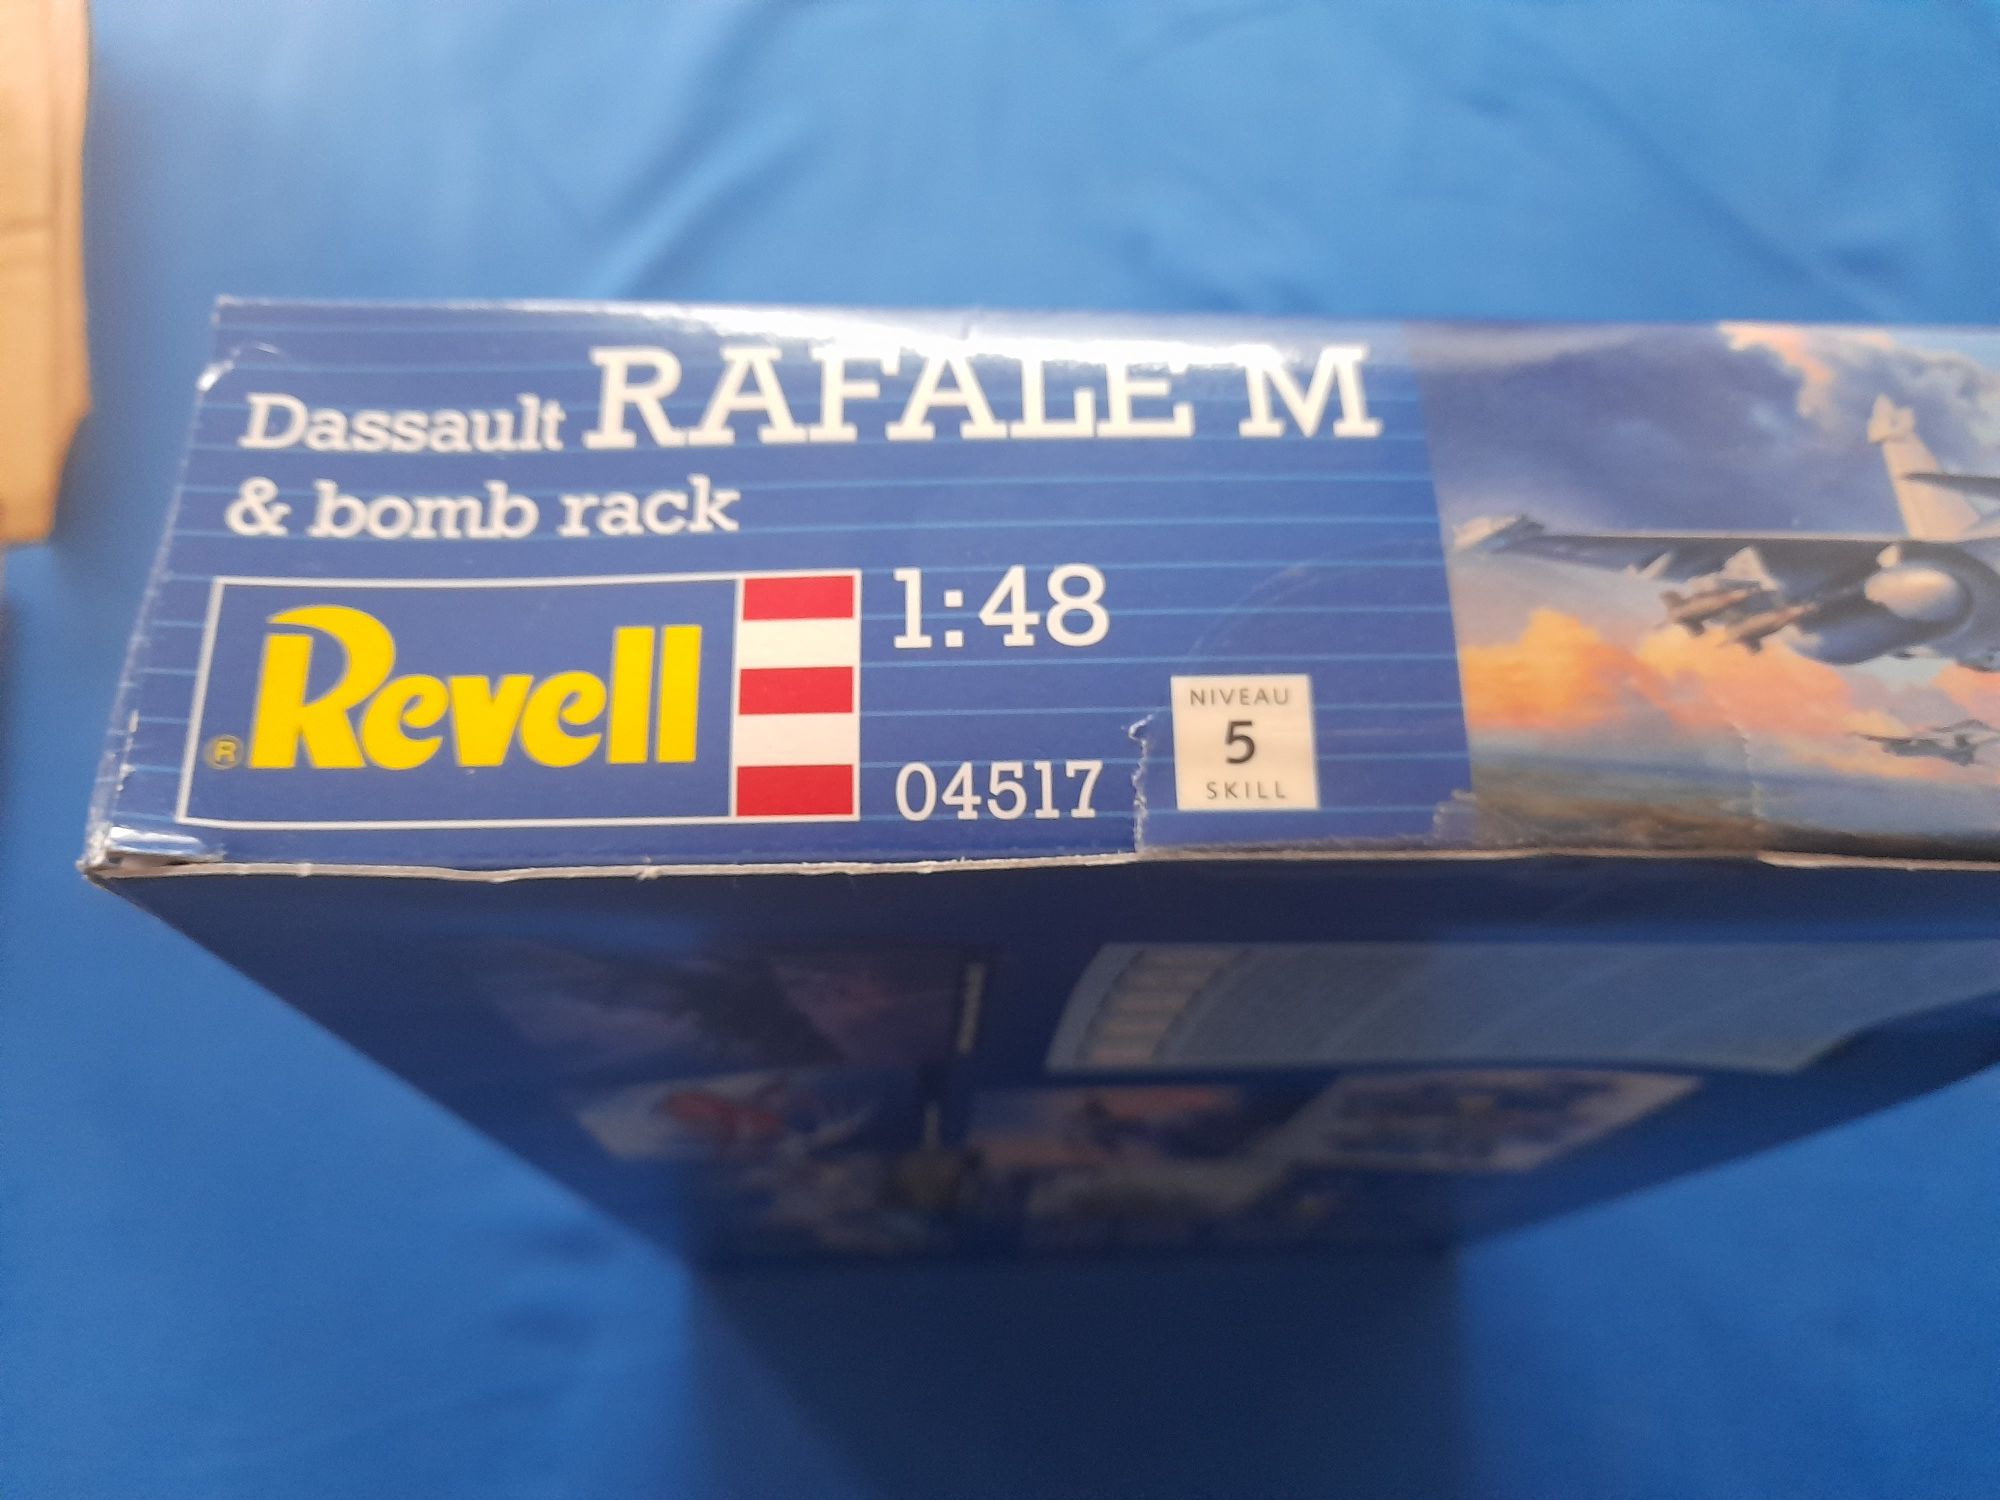 Dassault RAFALE M
& bomb rack
Revell
®
1:48
04517
NIVEAU
5
SKILL